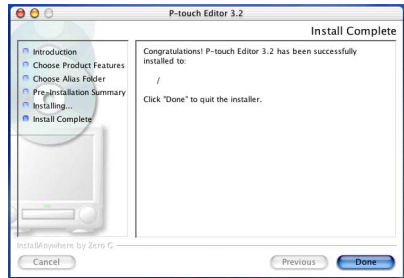 P-touch Editor 3.2
Install Complete
Introduction
Choose Product Features
Choose Alias Folder
Pre-Installation Summary
Installing...
Install Complete
Congratulations! P-touch Editor 3.2 has been successfully
installed to:
/
Click "Done" to quit the installer.
InstallAnywhere by Zero G
Cancel
Previous
Done